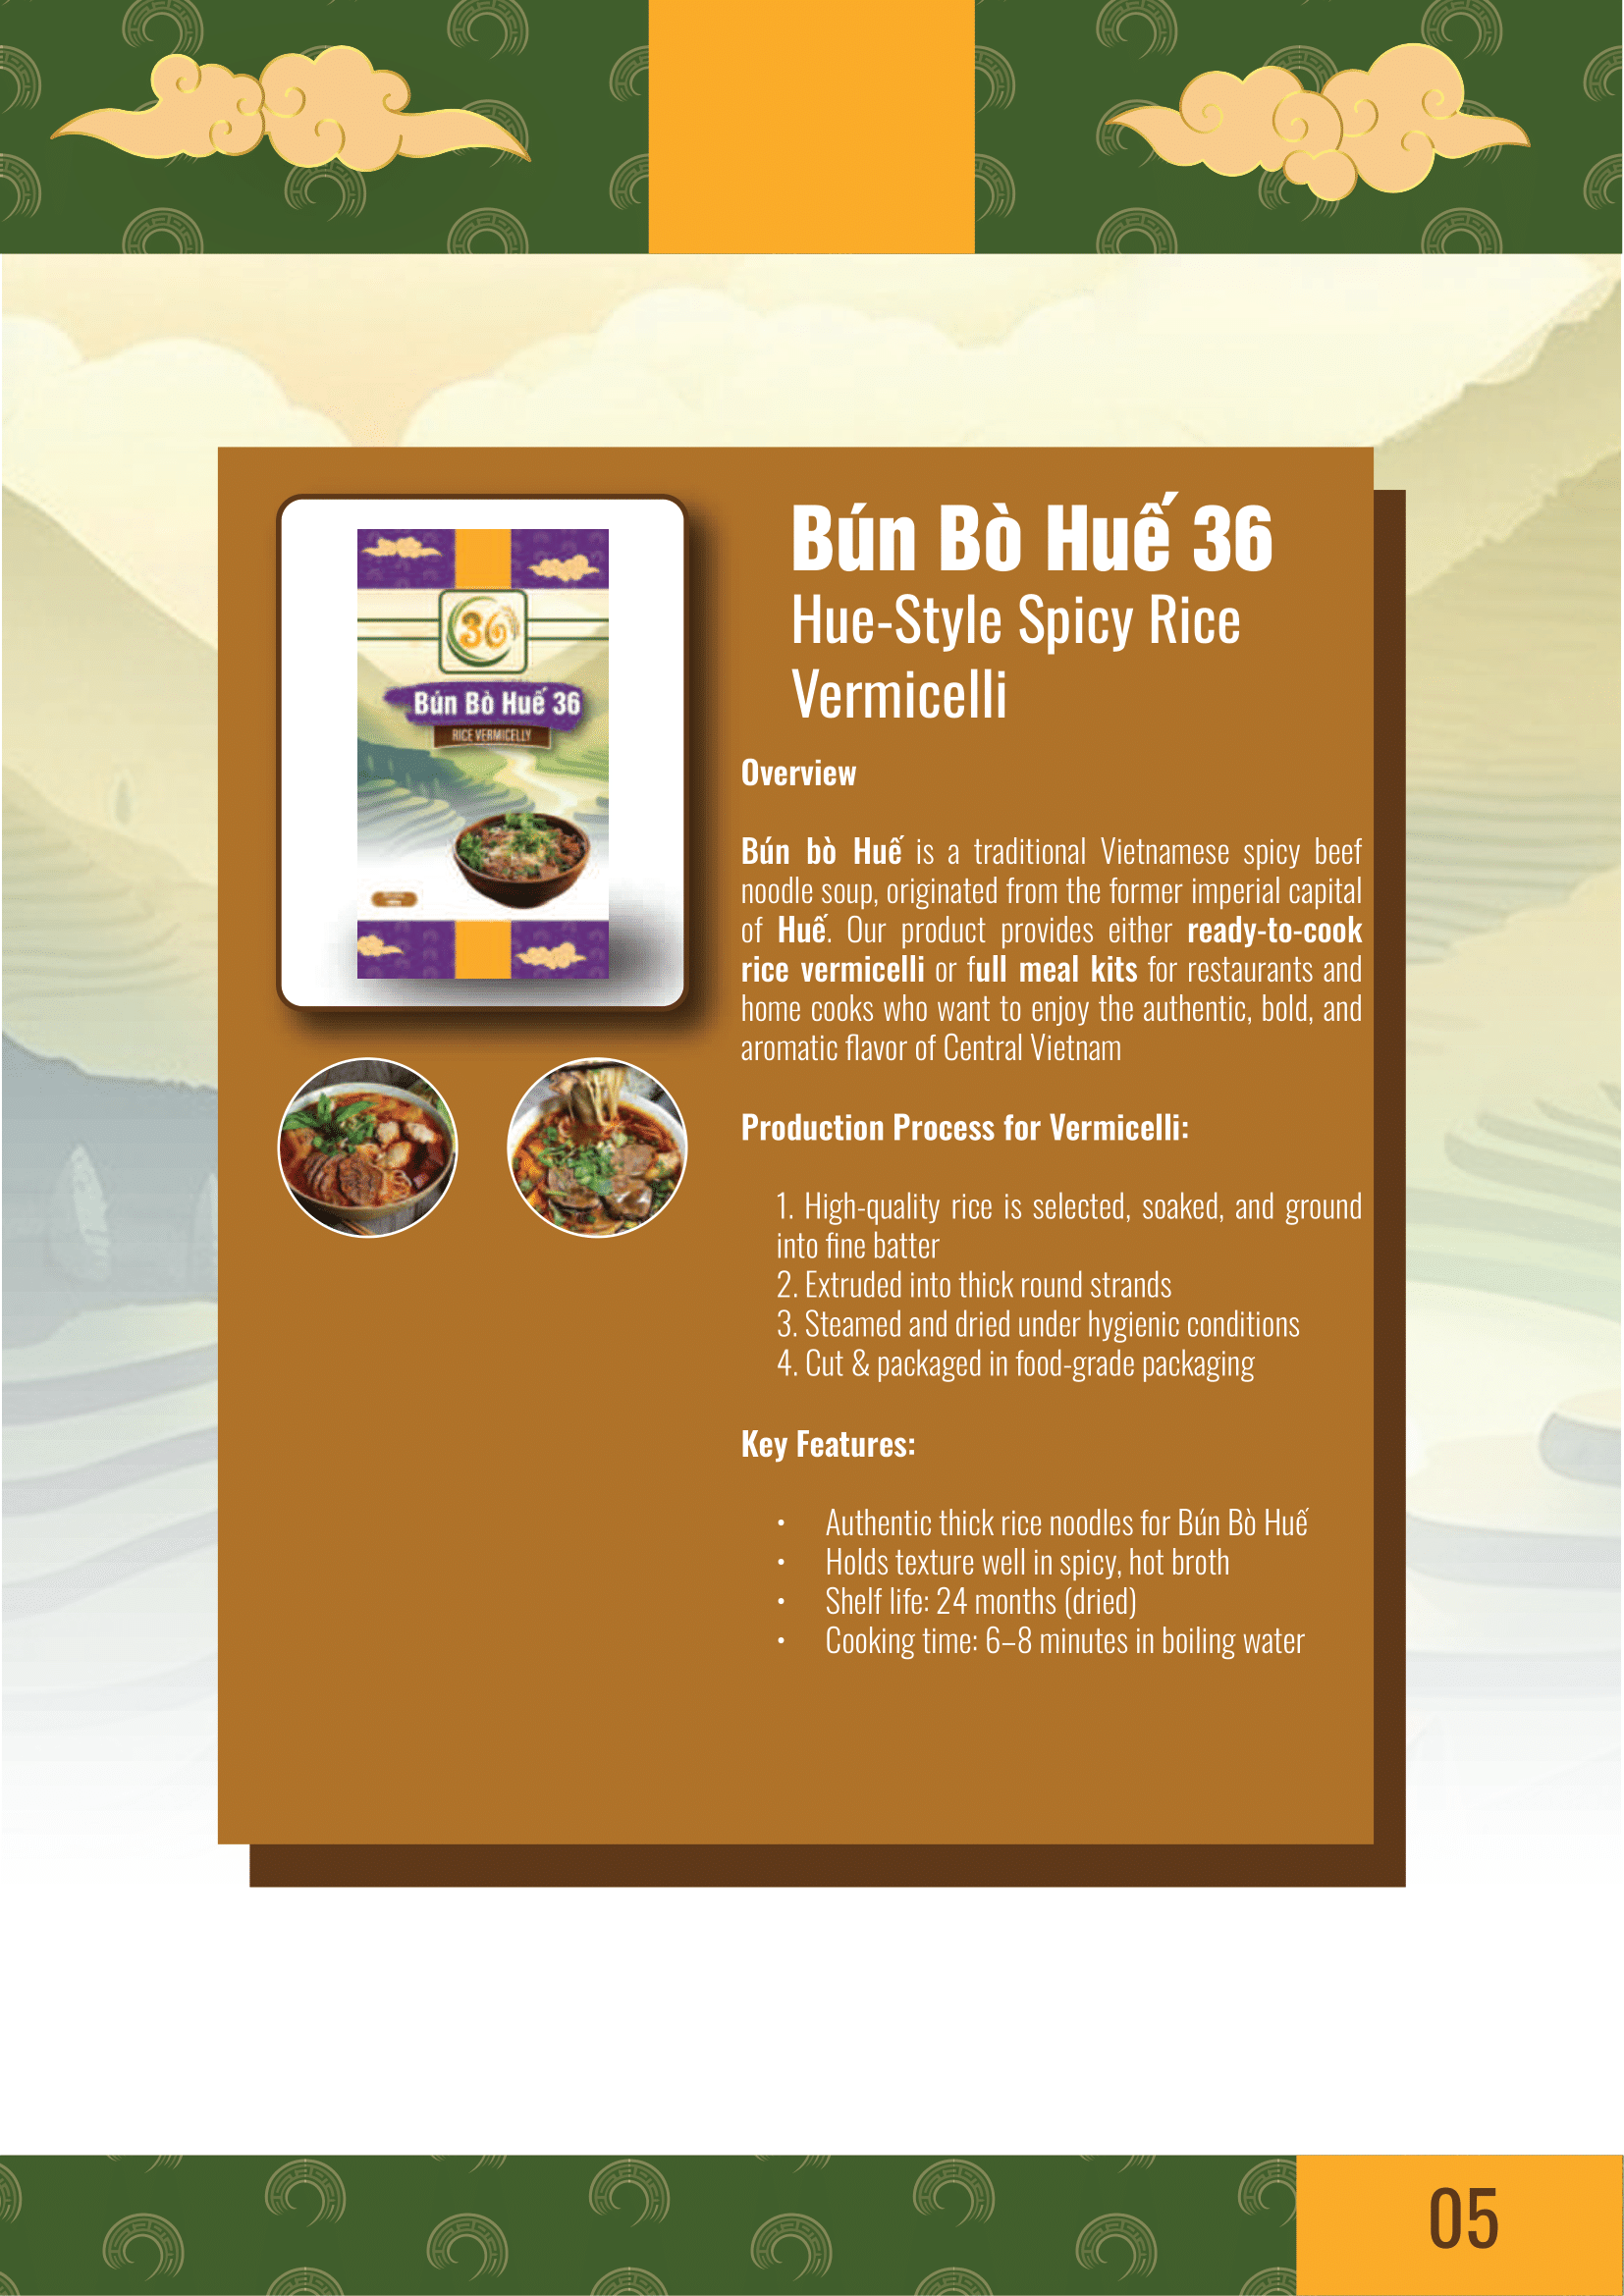 36
Bún Bò Huế 36
RICE VERMICELLY
Bún Bò Huế 36
Hue-Style Spicy Rice
Vermicelli
Overview
Bún bò Huế is a traditional Vietnamese spicy beef
noodle soup, originated from the former imperial capital
of Huế. Our product provides either ready-to-cook
rice vermicelli or full meal kits for restaurants and
home cooks who want to enjoy the authentic, bold, and
aromatic flavor of Central Vietnam
Production Process for Vermicelli:
1. High-quality rice is selected, soaked, and ground
into fine batter
2. Extruded into thick round strands
3. Steamed and dried under hygienic conditions
4. Cut & packaged in food-grade packaging
Key Features:
• Authentic thick rice noodles for Bún Bò Huế
• Holds texture well in spicy, hot broth
• Shelf life: 24 months (dried)
• Cooking time: 6–8 minutes in boiling water
05